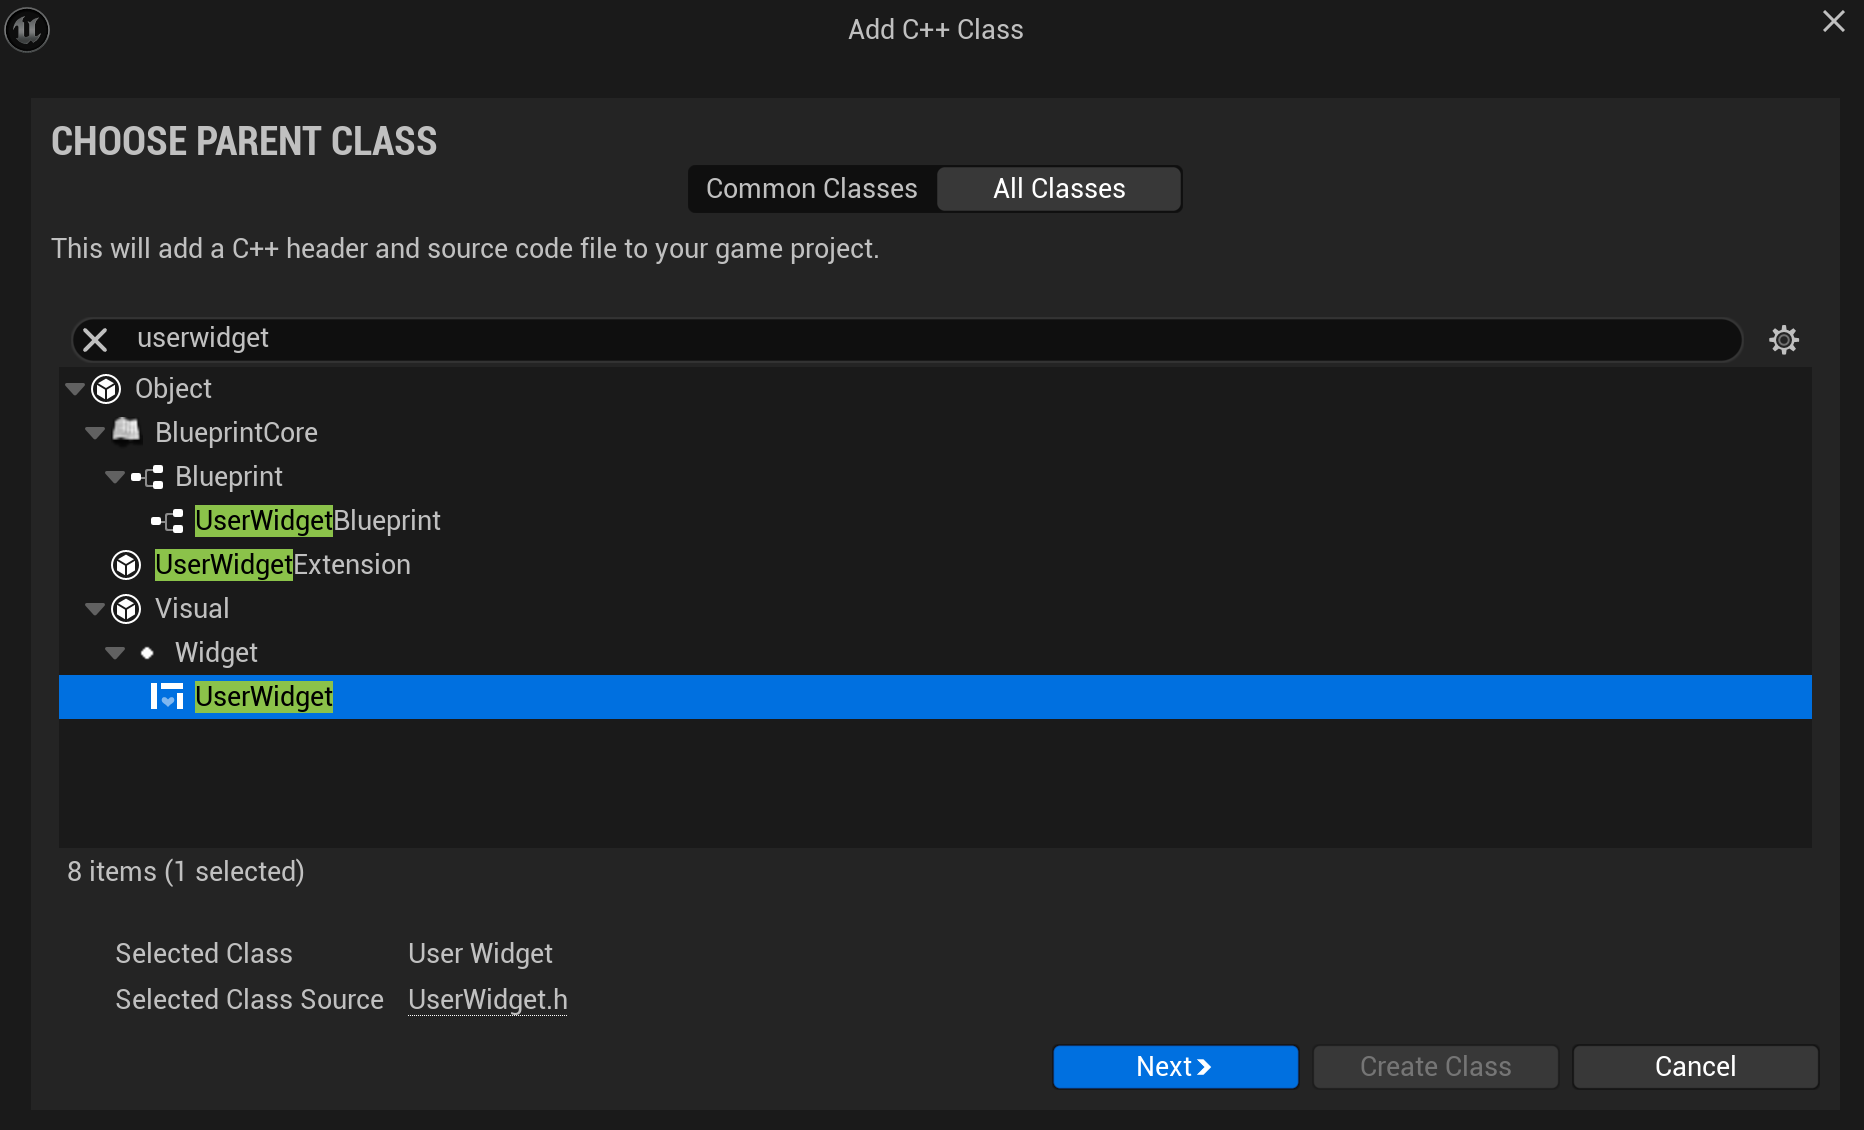 Add C++ Class
CHOOSE PARENT CLASS
Common Classes All Classes
This will add a C++ header and source code file to your game project.
userwidget
Object
BlueprintCore
Blueprint
UserWidgetBlueprint
UserWidgetExtension
Visual
Widget
UserWidget
8 items (1 selected)
Selected Class User Widget
Selected Class Source UserWidget.h
Next Create Class Cancel